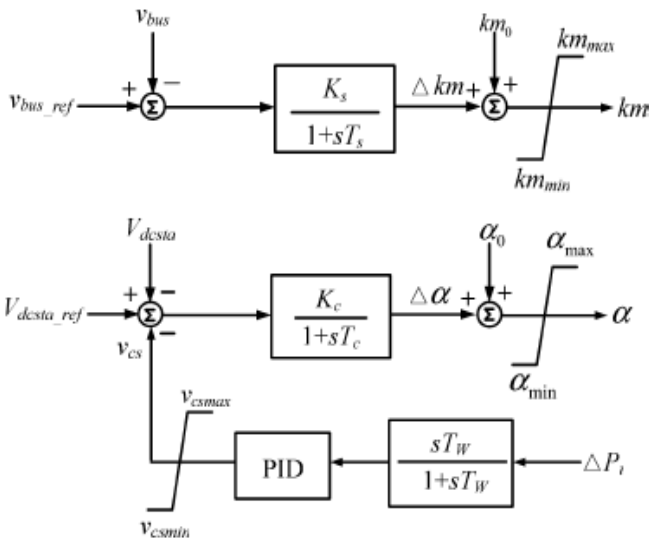 v_bus
km_0
km_max
v_bus_ref
+
−
Σ
K_s
1+sT_s
△km
+
+
Σ
km
km_min
V_dcsta
α_0
α_max
V_dcsta_ref
+
−
−
Σ
K_c
1+sT_c
Δα
+
+
Σ
α
v_cs
α_min
v_csmax
PID
sT_W
1+sT_W
△P_t
v_csmin